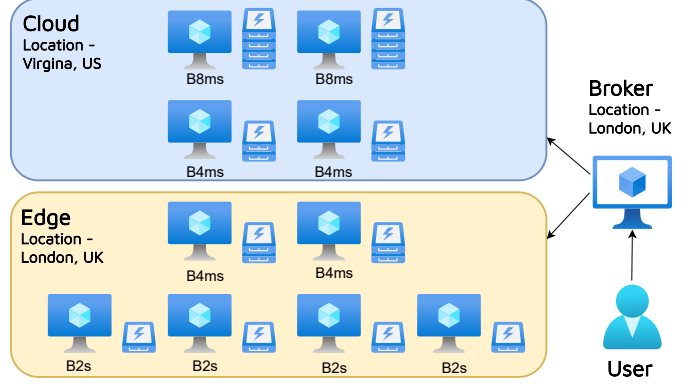 Cloud
Location -
Virgina, US
B8ms
B8ms
B4ms
B4ms
Broker
Location -
London, UK
Edge
Location -
London, UK
B4ms
B4ms
B2s
B2s
B2s
B2s
User